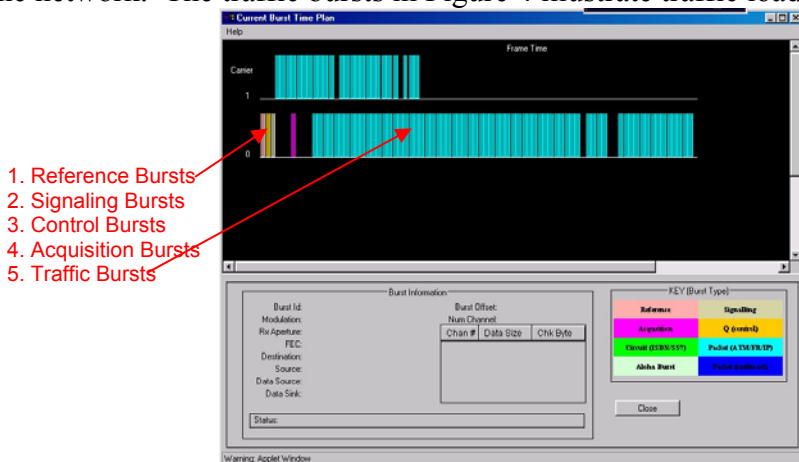 Current Burst Time Plan
Help
Frame Time
Carrier
1
0
1. Reference Bursts
2. Signaling Bursts
3. Control Bursts
4. Acquisition Bursts
5. Traffic Bursts
Burst Information
Burst Id:
Burst Offset:
Modulation:
Num Channel:
Rx Aperture:
Chan # Data Size Chk Byte
FEC:
Destination:
Source:
Data Source:
Data Sink:
Status:
KEY (Burst Type)
Reference Signalling
Acquisition Q (control)
Circuit (ISDN/SS7) Packet (ATM/FR/IP)
Aloha Burst
Close
Warning: Applet Window